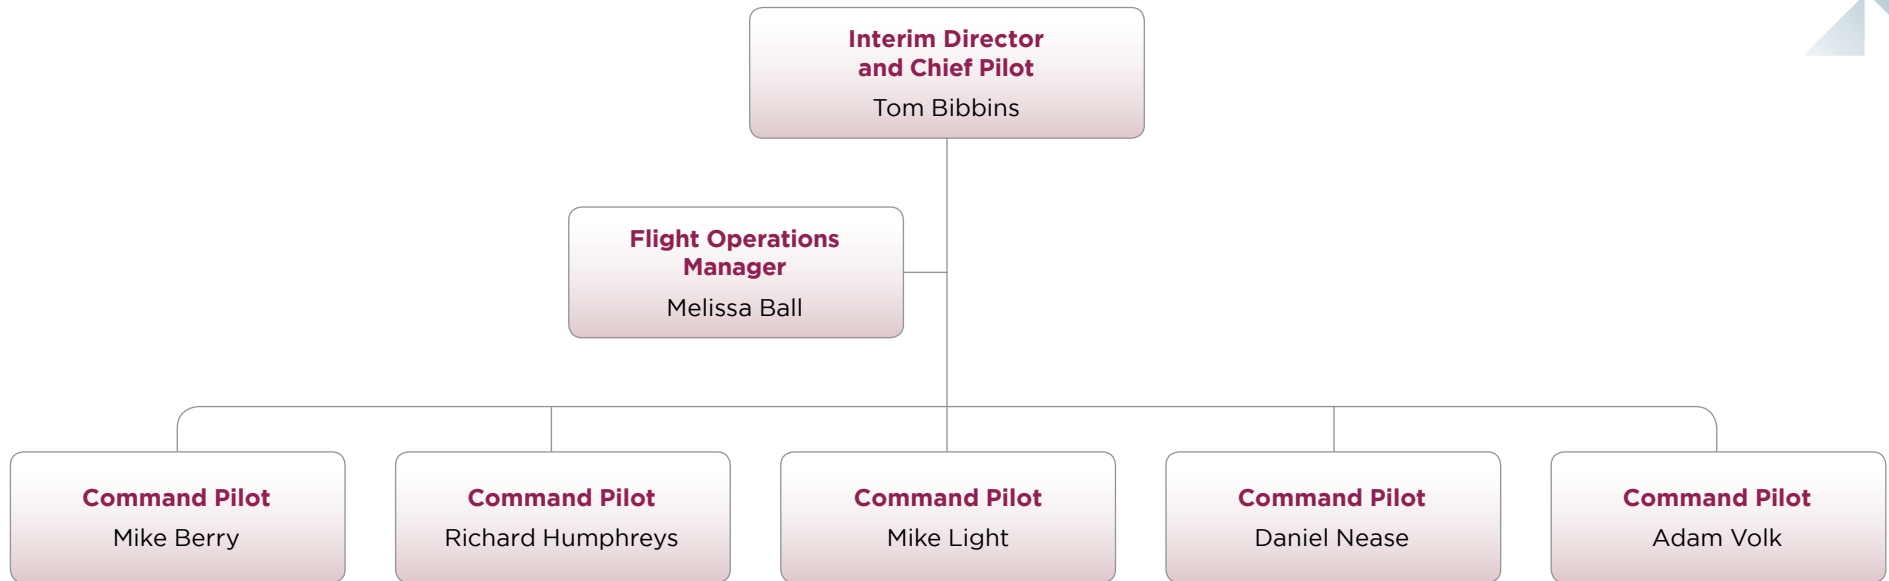 Interim Director
and Chief Pilot
Tom Bibbins
Flight Operations
Manager
Melissa Ball
Command Pilot
Mike Berry
Command Pilot
Richard Humphreys
Command Pilot
Mike Light
Command Pilot
Daniel Nease
Command Pilot
Adam Volk